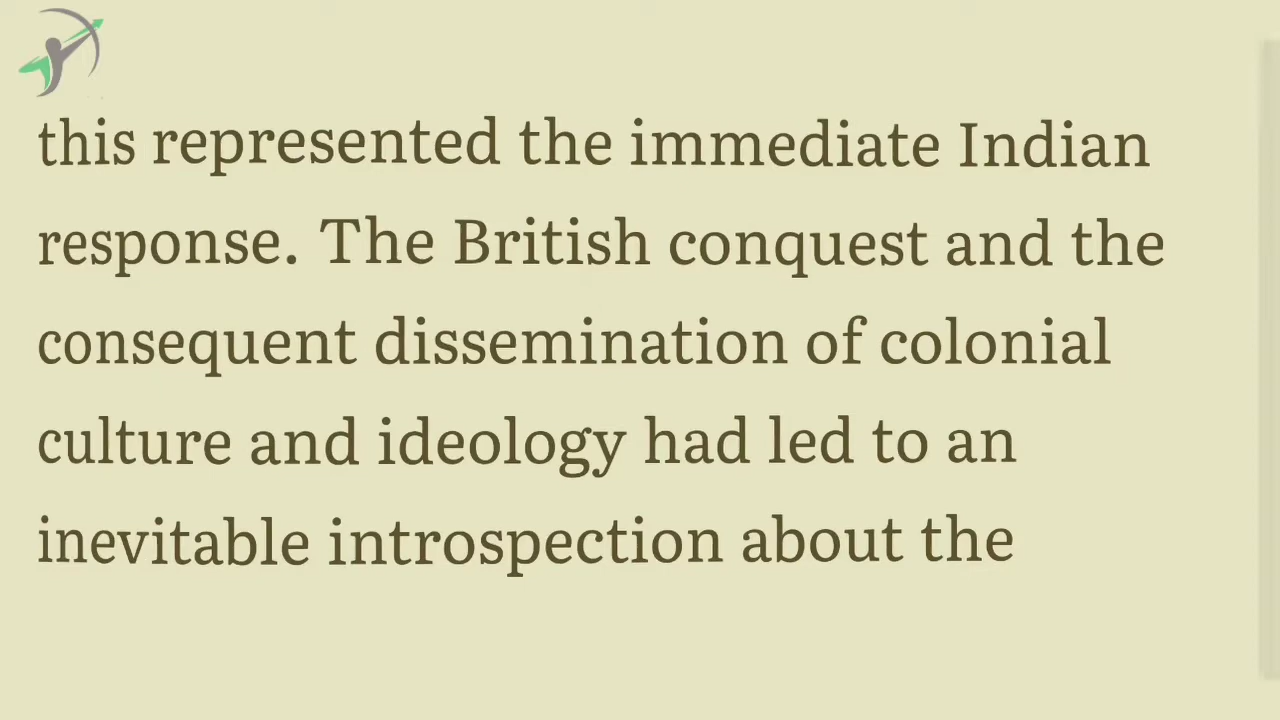 this represented the immediate Indian
response. The British conquest and the
consequent dissemination of colonial
culture and ideology had led to an
inevitable introspection about the